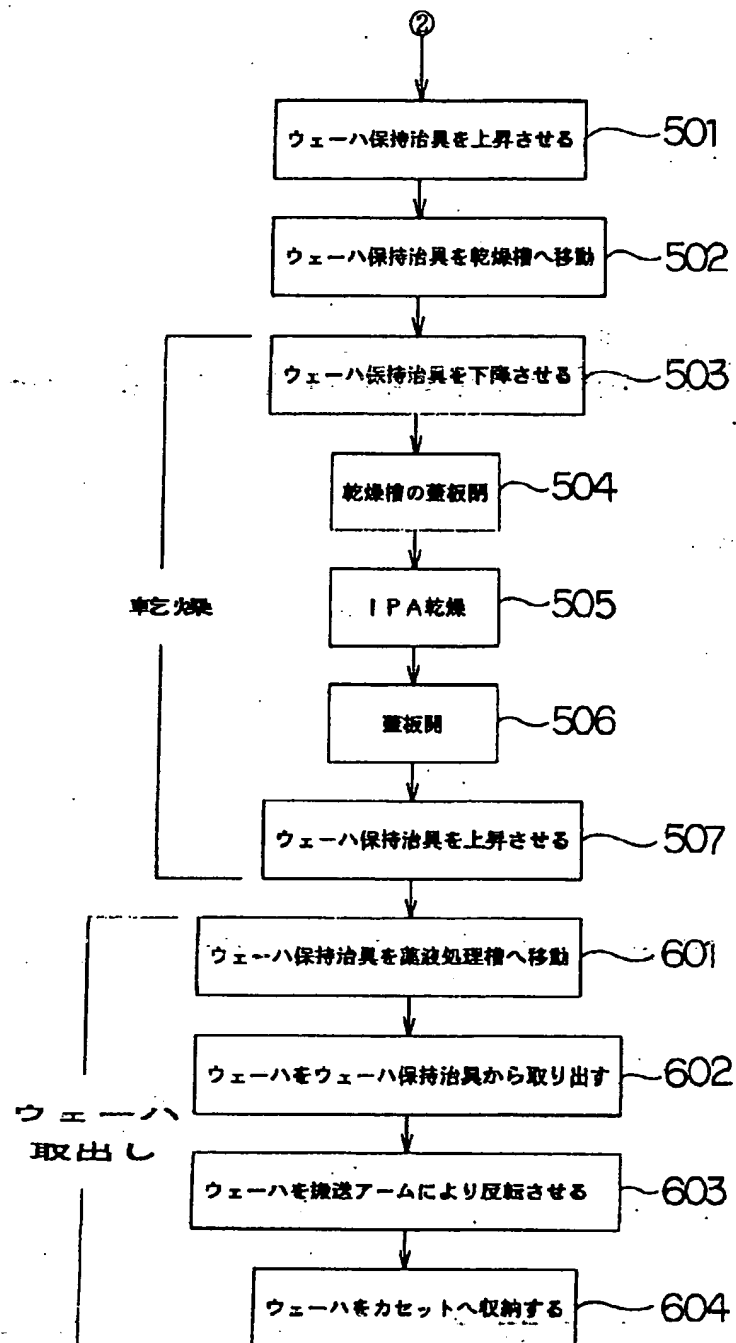 ②
ウェーハ保持治具を上昇させる 501
ウェーハ保持治具を乾燥槽へ移動 502
ウェーハ保持治具を下降させる 503
乾燥槽の蓋板閉 504
乾燥
IPA乾燥 505
蓋板開 506
ウェーハ保持治具を上昇させる 507
ウェーハ保持治具を薬液処理槽へ移動 601
ウェーハをウェーハ保持治具から取り出す 602
ウェーハ
取出し
ウェーハを搬送アームにより反転させる 603
ウェーハをカセットへ収納する 604